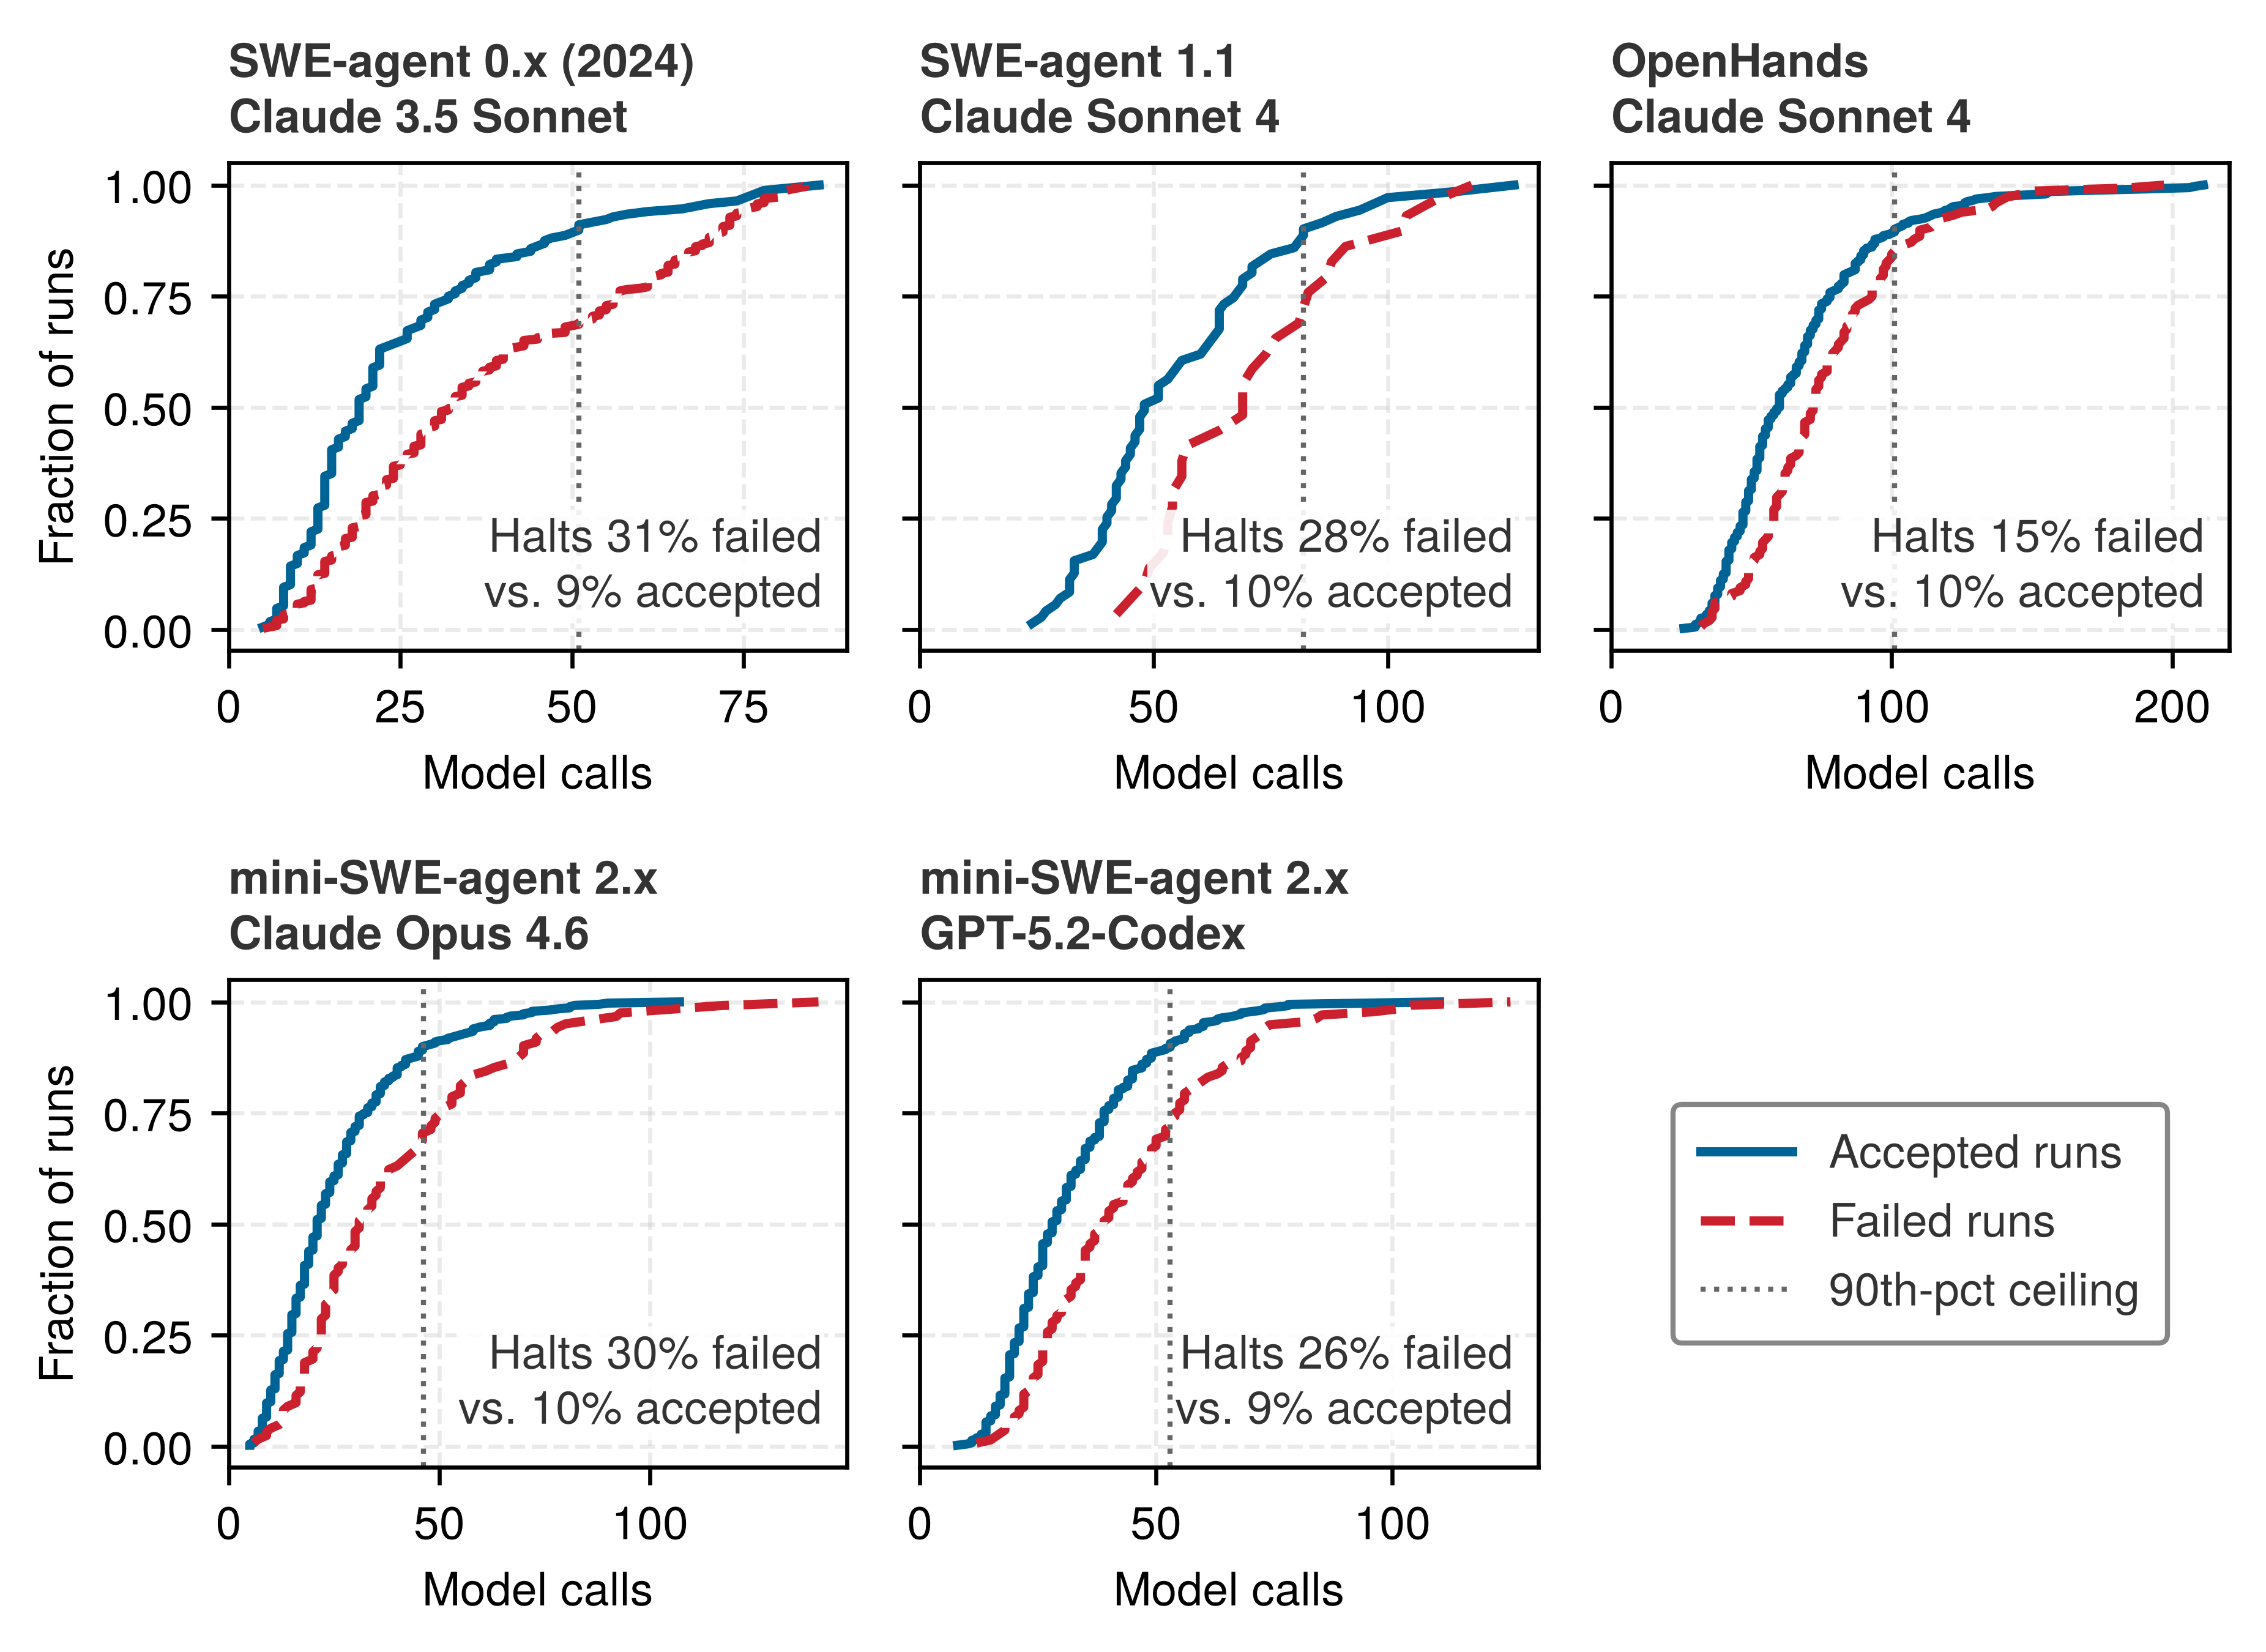 SWE-agent 0.x (2024)
Claude 3.5 Sonnet
SWE-agent 1.1
Claude Sonnet 4
OpenHands
Claude Sonnet 4
Fraction of runs
1.00
0.75
0.50
0.25
0.00
Halts 31% failed
vs. 9% accepted
Halts 28% failed
vs. 10% accepted
Halts 15% failed
vs. 10% accepted
0
25
50
75
0
50
100
0
100
200
Model calls
Model calls
Model calls
mini-SWE-agent 2.x
Claude Opus 4.6
mini-SWE-agent 2.x
GPT-5.2-Codex
Fraction of runs
1.00
0.75
0.50
0.25
0.00
Halts 30% failed
vs. 10% accepted
Halts 26% failed
vs. 9% accepted
Accepted runs
Failed runs
90th-pct ceiling
0
50
100
0
50
100
Model calls
Model calls